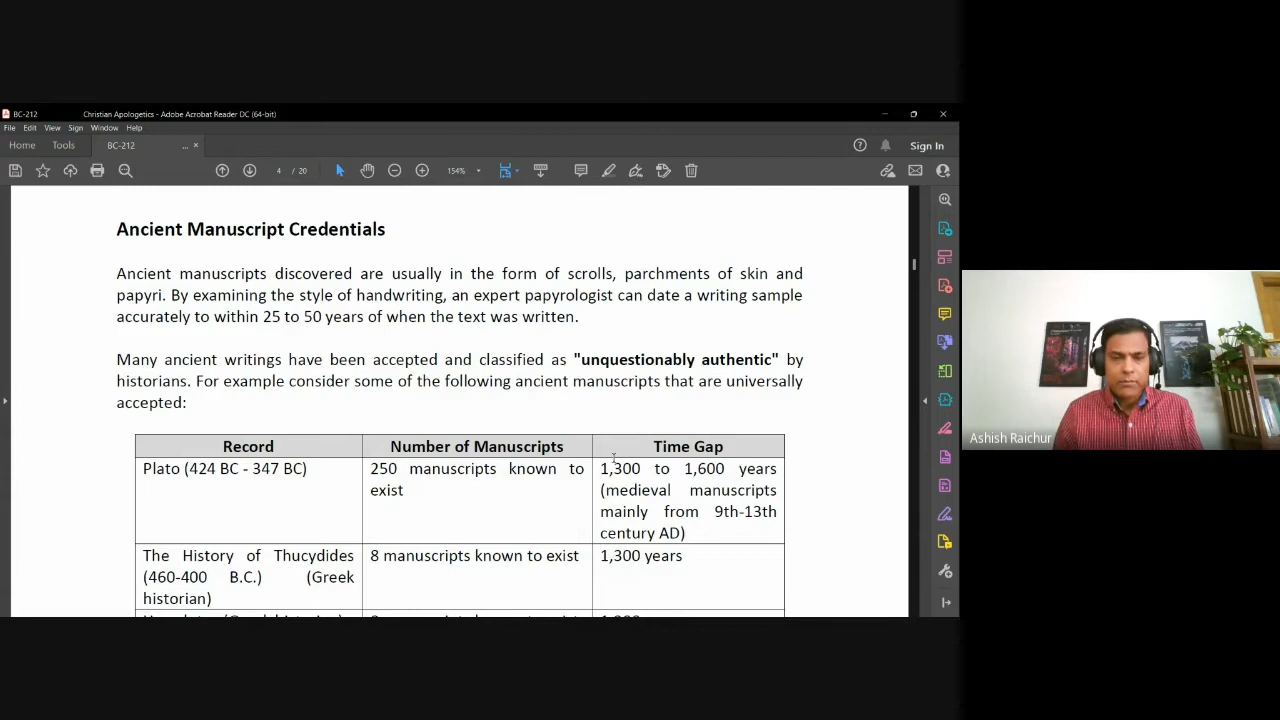 BC-212 Christian Apologetics - Adobe Acrobat Reader DC (64-bit)
File Edit View Sign Window Help
Home Tools BC-212 ... × Sign In
4 / 20 154%
Ancient Manuscript Credentials
Ancient manuscripts discovered are usually in the form of scrolls, parchments of skin and
papyri. By examining the style of handwriting, an expert papyrologist can date a writing sample
accurately to within 25 to 50 years of when the text was written.
Many ancient writings have been accepted and classified as "unquestionably authentic" by
historians. For example consider some of the following ancient manuscripts that are universally
accepted:
Record Number of Manuscripts Time Gap
Plato (424 BC - 347 BC) 250 manuscripts known to 1,300 to 1,600 years
exist (medieval manuscripts
mainly from 9th-13th
century AD)
The History of Thucydides 8 manuscripts known to exist 1,300 years
(460-400 B.C.) (Greek
historian)
Ashish Raichur